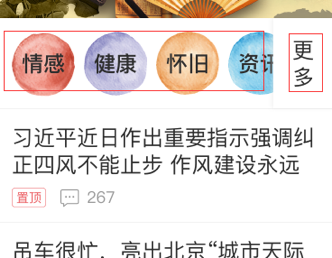 情感 健康 怀旧 资讯
更多
习近平近日作出重要指示强调纠
正四风不能止步 作风建设永远
置顶 267
吊车很忙，亮出北京“城市天际